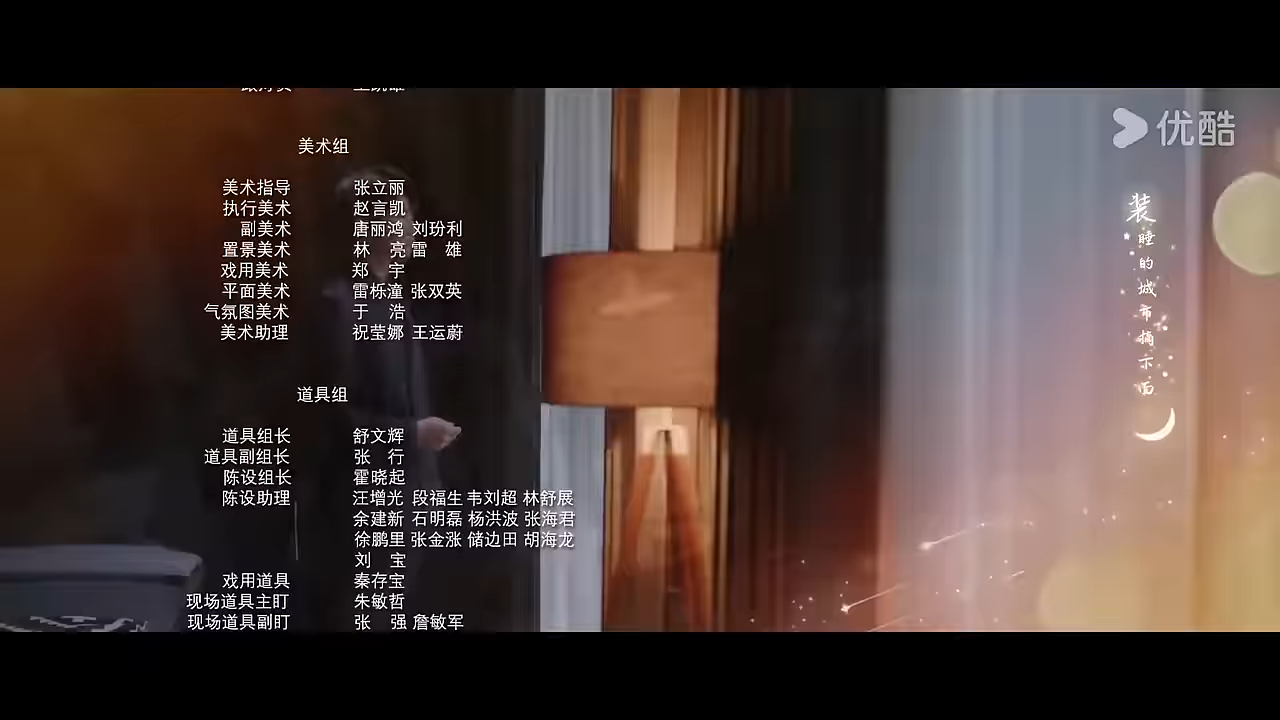 美术组
美术指导 张立丽
执行美术 赵言凯
副美术 唐丽鸿 刘玢利
置景美术 林 亮 雷 雄
戏用美术 郑 宇
平面美术 雷栎潼 张双英
气氛图美术 于 浩
美术助理 祝莹娜 王运蔚
道具组
道具组长 舒文辉
道具副组长 张 行
陈设组长 霍晓起
陈设助理 汪增光 段福生 韦刘超 林舒展
余建新 石明磊 杨洪波 张海君
徐鹏里 张金涨 储边田 胡海龙
刘 宝
戏用道具 秦存宝
现场道具主盯 朱敏哲
现场道具副盯 张 强 詹敏军
优酷
装睡的城市摘下面